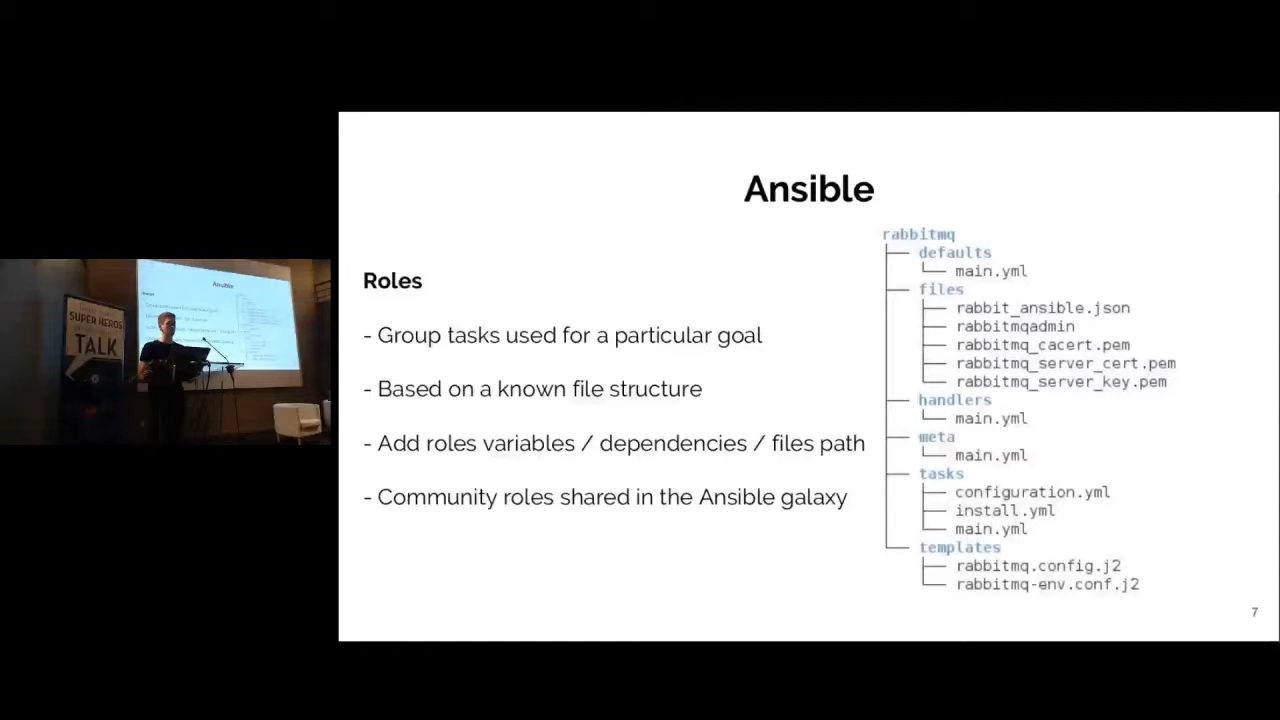 Ansible
Roles
- Group tasks used for a particular goal
- Based on a known file structure
- Add roles variables / dependencies / files path
- Community roles shared in the Ansible galaxy
rabbitmq
├── defaults
│   └── main.yml
├── files
│   ├── rabbit_ansible.json
│   ├── rabbitmqadmin
│   ├── rabbitmq_cacert.pem
│   ├── rabbitmq_server_cert.pem
│   └── rabbitmq_server_key.pem
├── handlers
│   └── main.yml
├── meta
│   └── main.yml
├── tasks
│   ├── configuration.yml
│   ├── install.yml
│   └── main.yml
└── templates
    ├── rabbitmq.config.j2
    └── rabbitmq-env.conf.j2
7
SUPER HEROS
TALK
Ansible